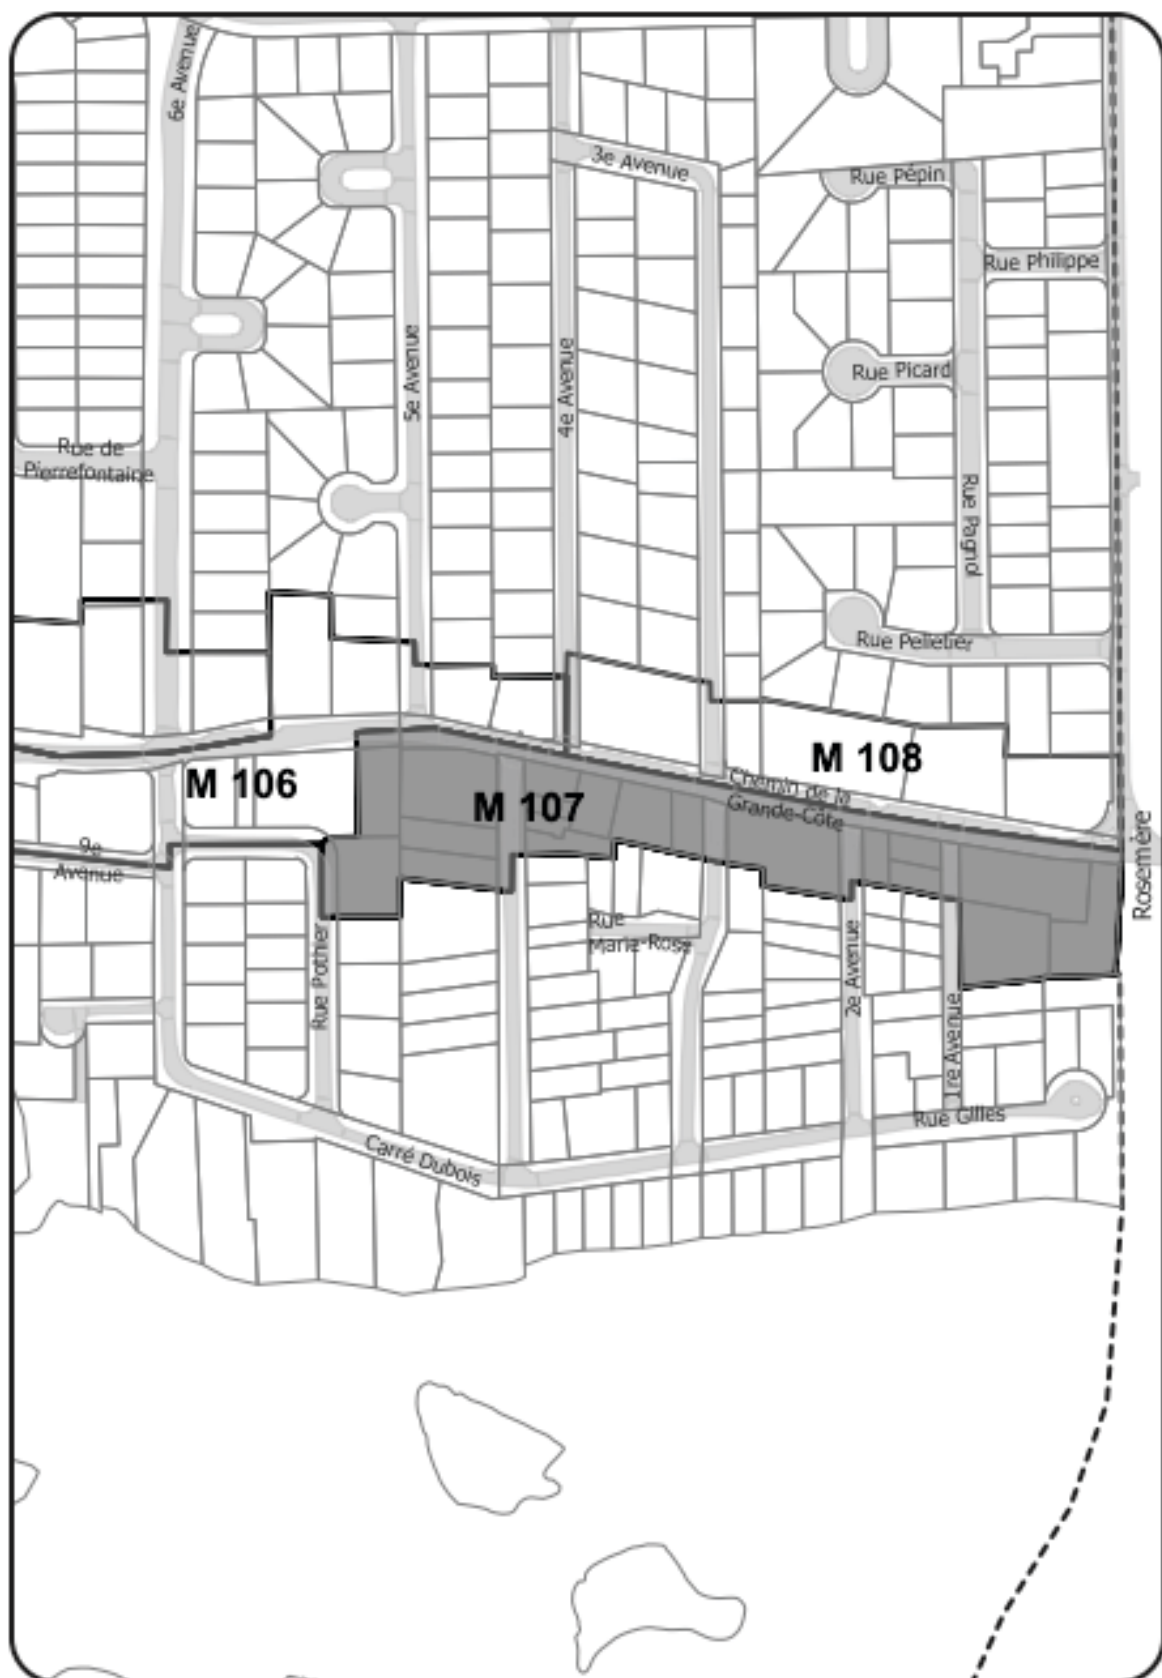 6e Avenue
3e Avenue
Rue Pépin
Rue Philippe
5e Avenue
4e Avenue
Rue Picard
Rue de
Pierrefontaine
Rue Pagnol
Rue Pelletier
M 108
M 106
Chemin de la
Grande-Côte
M 107
9e
Avenue
Rosemère
Rue
Marie-Rose
Rue Pothier
2e Avenue
1re Avenue
Rue Gilles
Carré Dubois